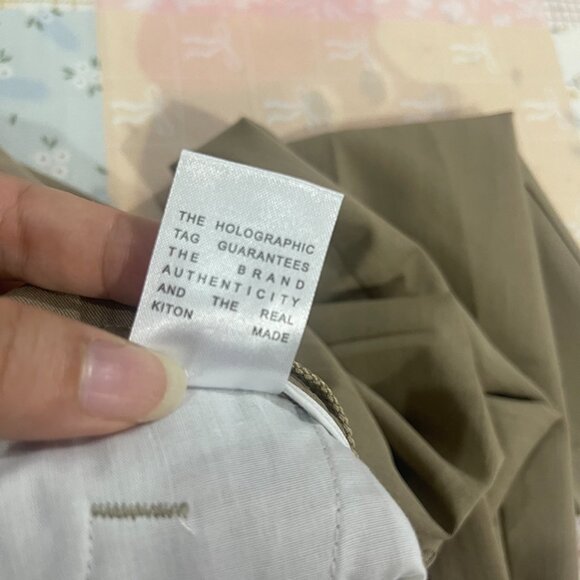 THE HOLOGRAPHIC
TAG GUARANTEES
THE BRAND
AUTHENTICITY
AND THE REAL
KITON MADE